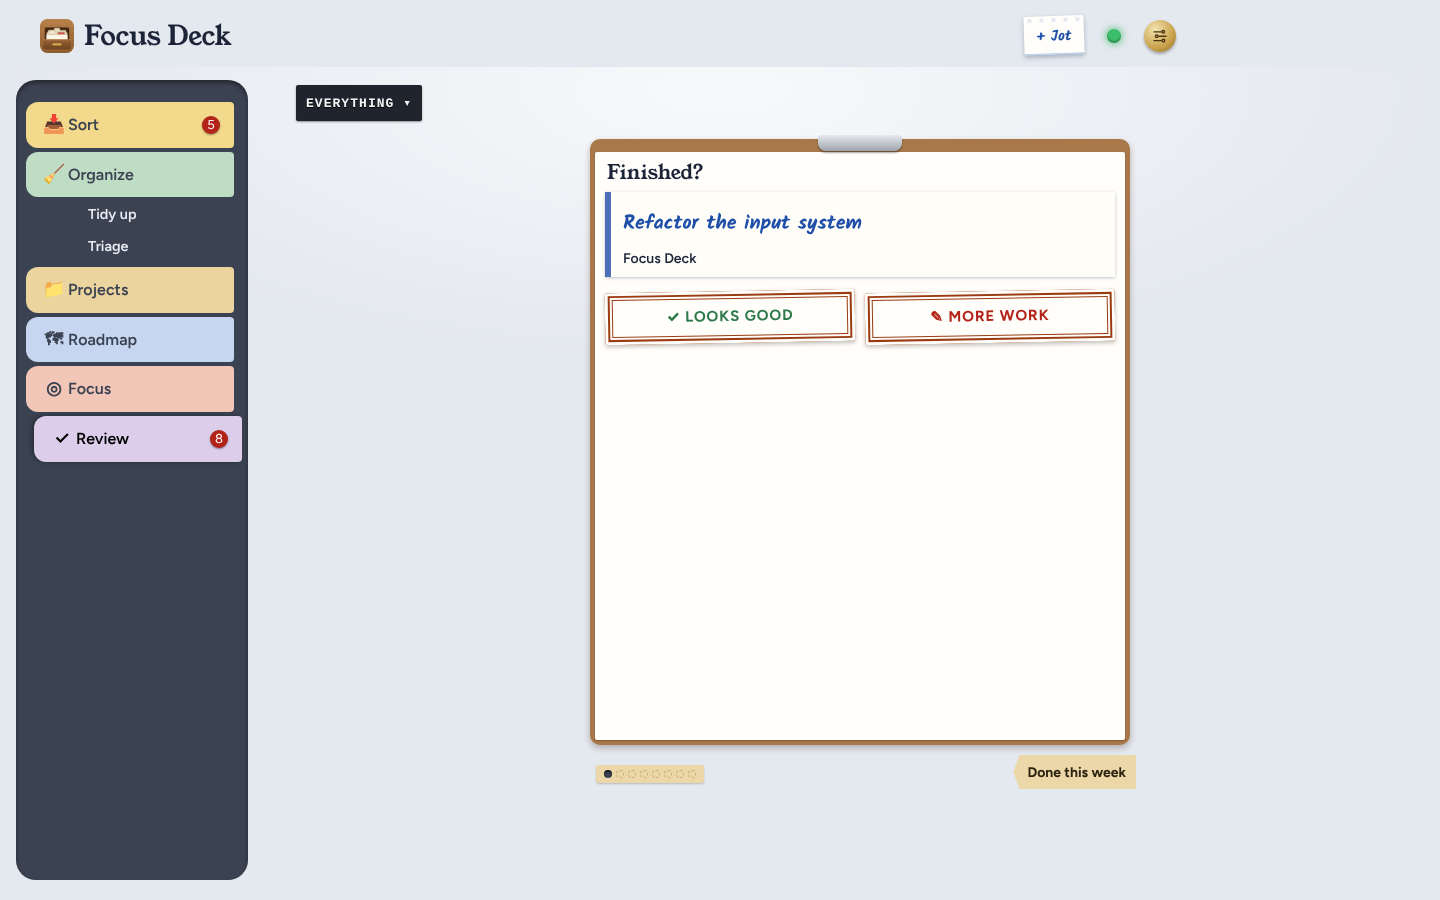 Focus Deck
+ Jot
Sort 5
Organize
Tidy up
Triage
Projects
Roadmap
Focus
Review 8
EVERYTHING ▾
Finished?
Refactor the input system
Focus Deck
✓ LOOKS GOOD
✎ MORE WORK
Done this week